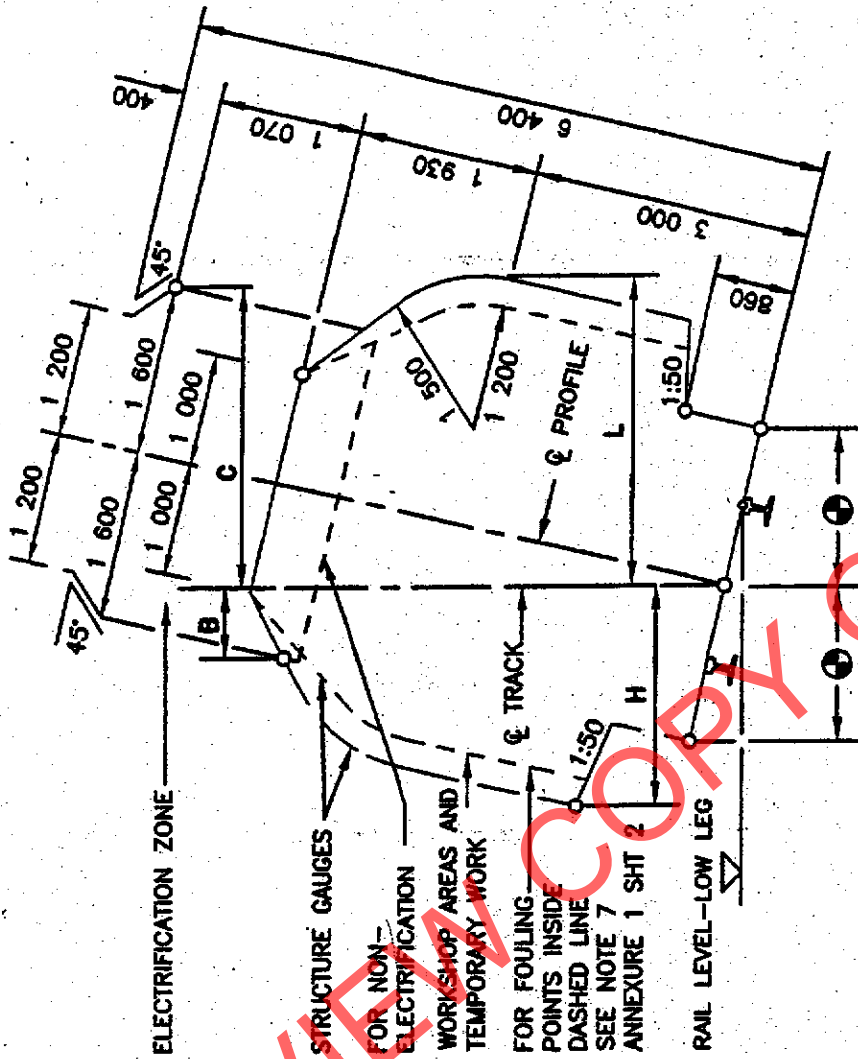 400
45°
1 200
1 200
1 600
1 600
1 000
1 000
45°
1 070
6 400
1 930
3 000
860
C
B
1 500
1 200
℄ PROFILE
L
1:50
ELECTRIFICATION ZONE
STRUCTURE GAUGES
FOR NON-
ELECTRIFICATION
WORKSHOP AREAS AND
TEMPORARY WORK
FOR FOULING
POINTS INSIDE
DASHED LINE
SEE NOTE 7
ANNEXURE 1 SHT 2
℄ TRACK
H
1:50
RAIL LEVEL-LOW LEG
VIEW COPY